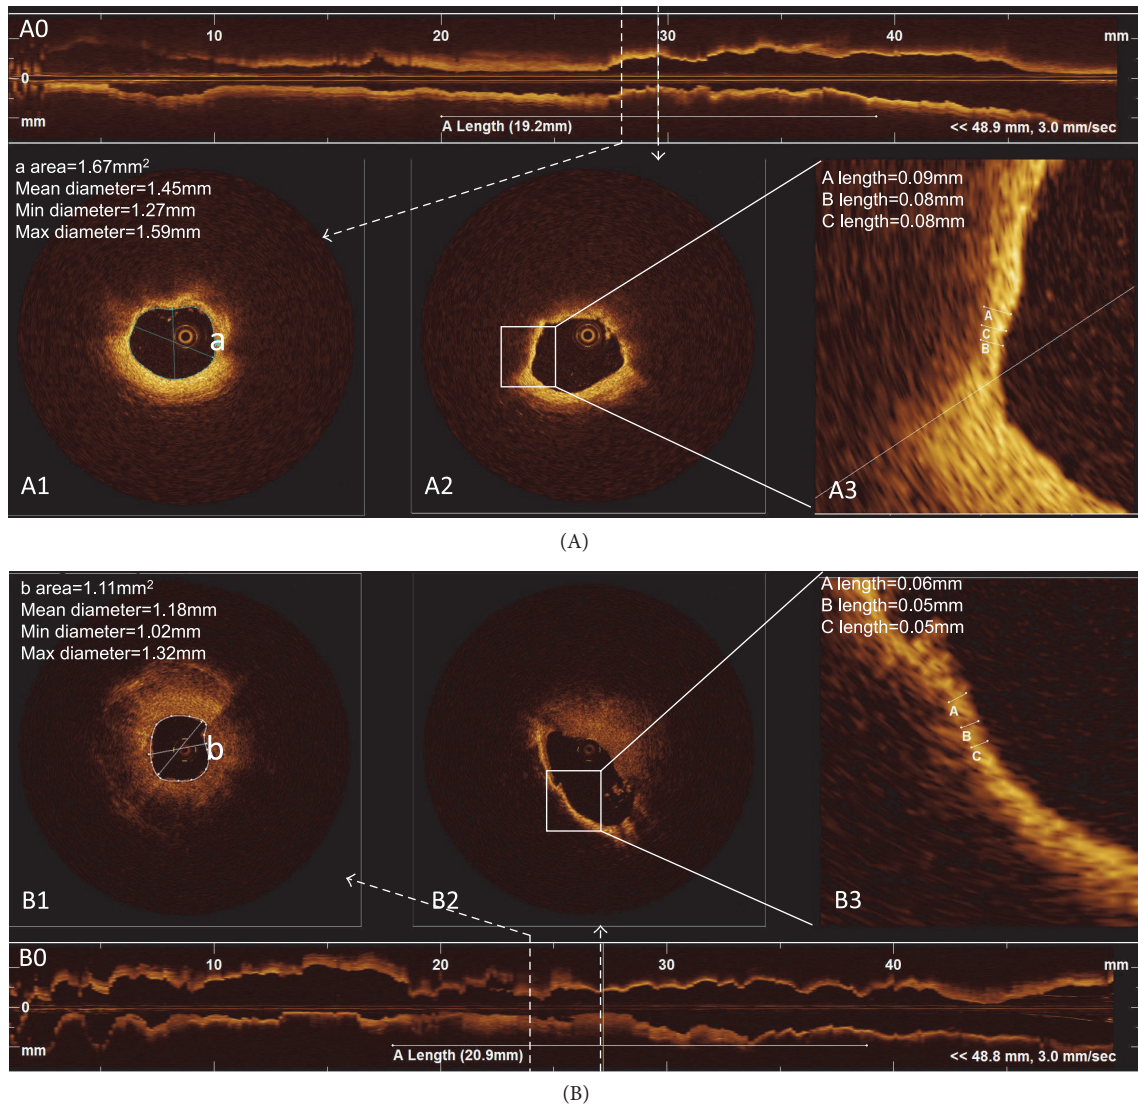 A0
10
20
30
40
mm
0
mm
A Length (19.2mm)
<< 48.9 mm, 3.0 mm/sec
a area=1.67mm²
Mean diameter=1.45mm
Min diameter=1.27mm
Max diameter=1.59mm
a
A1
A2
A length=0.09mm
B length=0.08mm
C length=0.08mm
A
C
B
A3
(A)
b area=1.11mm²
Mean diameter=1.18mm
Min diameter=1.02mm
Max diameter=1.32mm
b
B1
B2
A length=0.06mm
B length=0.05mm
C length=0.05mm
A
B
C
B3
B0
10
20
30
40
mm
0
mm
A Length (20.9mm)
<< 48.8 mm, 3.0 mm/sec
(B)